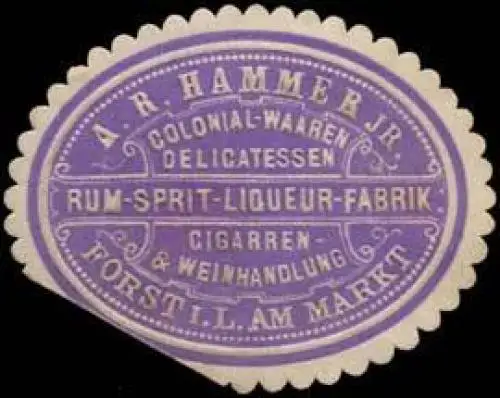 A. R. HAMMER JR.
COLONIAL-WAAREN
DELICATESSEN
RUM-SPRIT-LIQUEUR-FABRIK
CIGARREN-
& WEINHANDLUNG
FORST I. L. AM MARKT